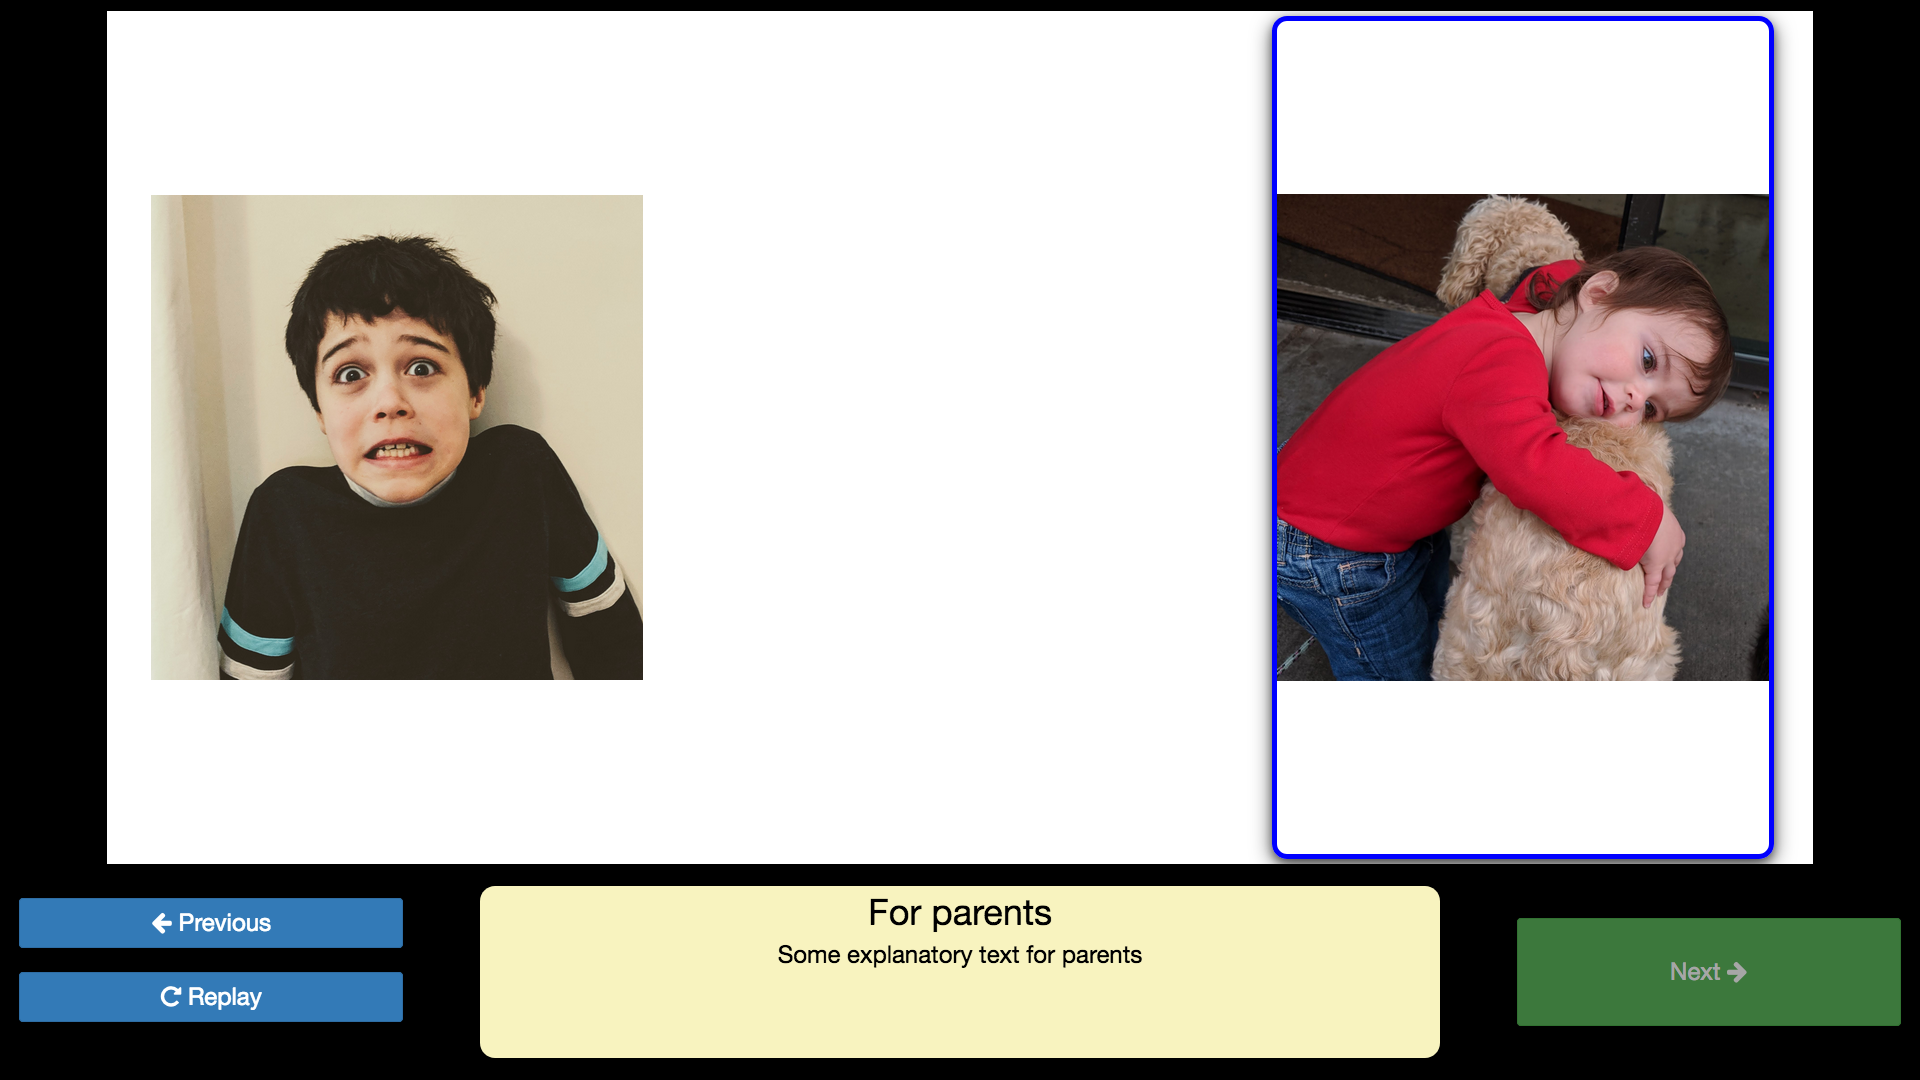 Previous
Replay
For parents
Some explanatory text for parents
Next